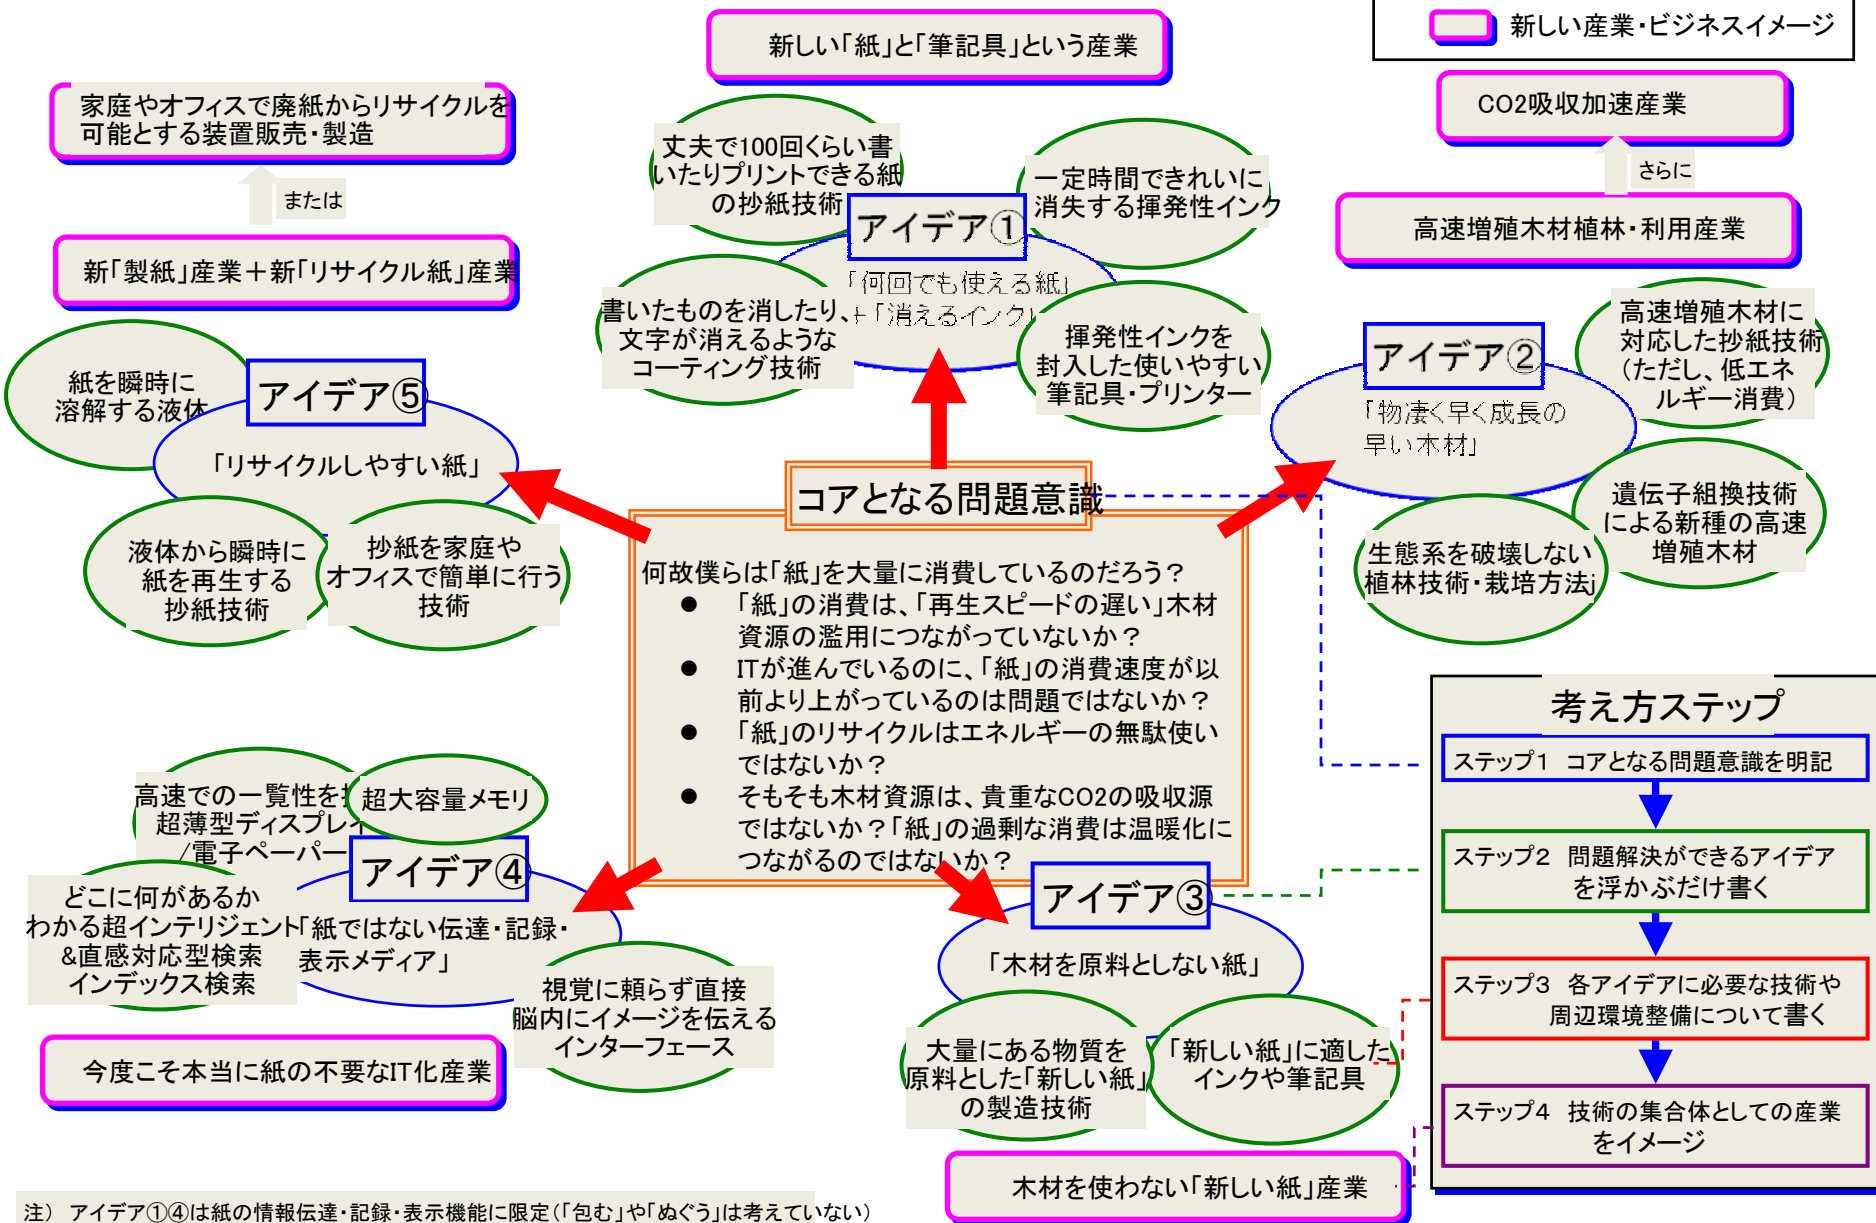 新しい産業・ビジネスイメージ
新しい「紙」と「筆記具」という産業
家庭やオフィスで廃紙からリサイクルを
可能とする装置販売・製造
または
新「製紙」産業＋新「リサイクル紙」産業
CO2吸収加速産業
さらに
高速増殖木材植林・利用産業
丈夫で100回くらい書
いたりプリントできる紙
の抄紙技術
一定時間できれいに
消失する揮発性インク
アイデア①
「何回でも使える紙」
＋「消えるインク」
書いたものを消したり、
文字が消えるような
コーティング技術
揮発性インクを
封入した使いやすい
筆記具・プリンター
高速増殖木材に
対応した抄紙技術
（ただし、低エネ
ルギー消費）
アイデア②
「物凄く早く成長の
早い木材」
遺伝子組換技術
による新種の高速
増殖木材
生態系を破壊しない
植林技術・栽培方法j
紙を瞬時に
溶解する液体
アイデア⑤
「リサイクルしやすい紙」
液体から瞬時に
紙を再生する
抄紙技術
抄紙を家庭や
オフィスで簡単に行う
技術
コアとなる問題意識
何故僕らは「紙」を大量に消費しているのだろう？
● 「紙」の消費は、「再生スピードの遅い」木材
資源の濫用につながっていないか？
● ITが進んでいるのに、「紙」の消費速度が以
前より上がっているのは問題ではないか？
● 「紙」のリサイクルはエネルギーの無駄使い
ではないか？
● そもそも木材資源は、貴重なCO2の吸収源
ではないか？「紙」の過剰な消費は温暖化に
つながるのではないか？
高速での一覧性を
超薄型ディスプレイ
/電子ペーパー
超大容量メモリ
アイデア④
「紙ではない伝達・記録・
表示メディア」
どこに何があるか
わかる超インテリジェント
&直感対応型検索
インデックス検索
視覚に頼らず直接
脳内にイメージを伝える
インターフェース
今度こそ本当に紙の不要なIT化産業
アイデア③
「木材を原料としない紙」
大量にある物質を
原料とした「新しい紙」
の製造技術
「新しい紙」に適した
インクや筆記具
木材を使わない「新しい紙」産業
考え方ステップ
ステップ1 コアとなる問題意識を明記
ステップ2 問題解決ができるアイデア
を浮かぶだけ書く
ステップ3 各アイデアに必要な技術や
周辺環境整備について書く
ステップ4 技術の集合体としての産業
をイメージ
注） アイデア①④は紙の情報伝達・記録・表示機能に限定（「包む」や「ぬぐう」は考えていない）